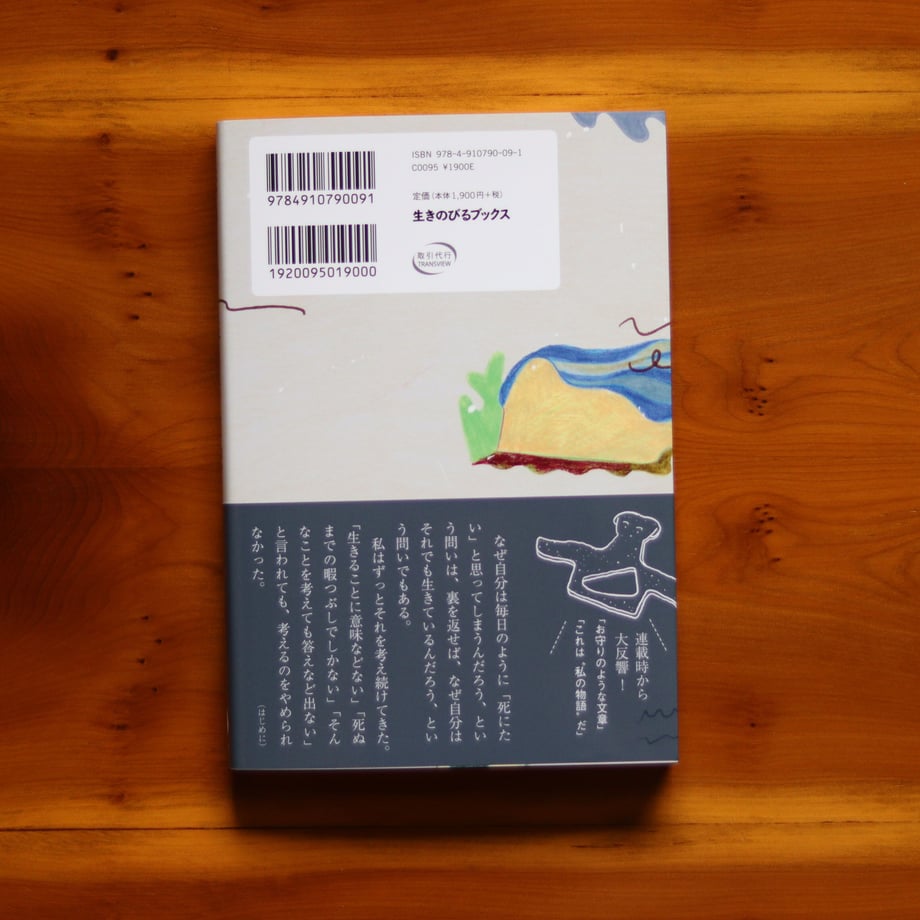 9784910790091
1920095019000
ISBN 978-4-910790-09-1
C0095 ¥1900E
定価（本体1,900円+税）
生きのびるブックス
取引代行
TRANSVIEW
連載時から
大反響！
「お守りのような文章」
「これは“私の物語”だ」
なぜ自分は毎日のように「死にた
い」と思ってしまうんだろう、とい
う問いは、裏を返せば、なぜ自分は
それでも生きているんだろう、とい
う問いでもある。
私はずっとそれを考え続けてきた。
「生きることに意味などない」「死ぬ
までの暇つぶしでしかない」「そん
なことを考えても答えなど出ない」
と言われても、考えるのをやめられ
なかった。
（はじめに）